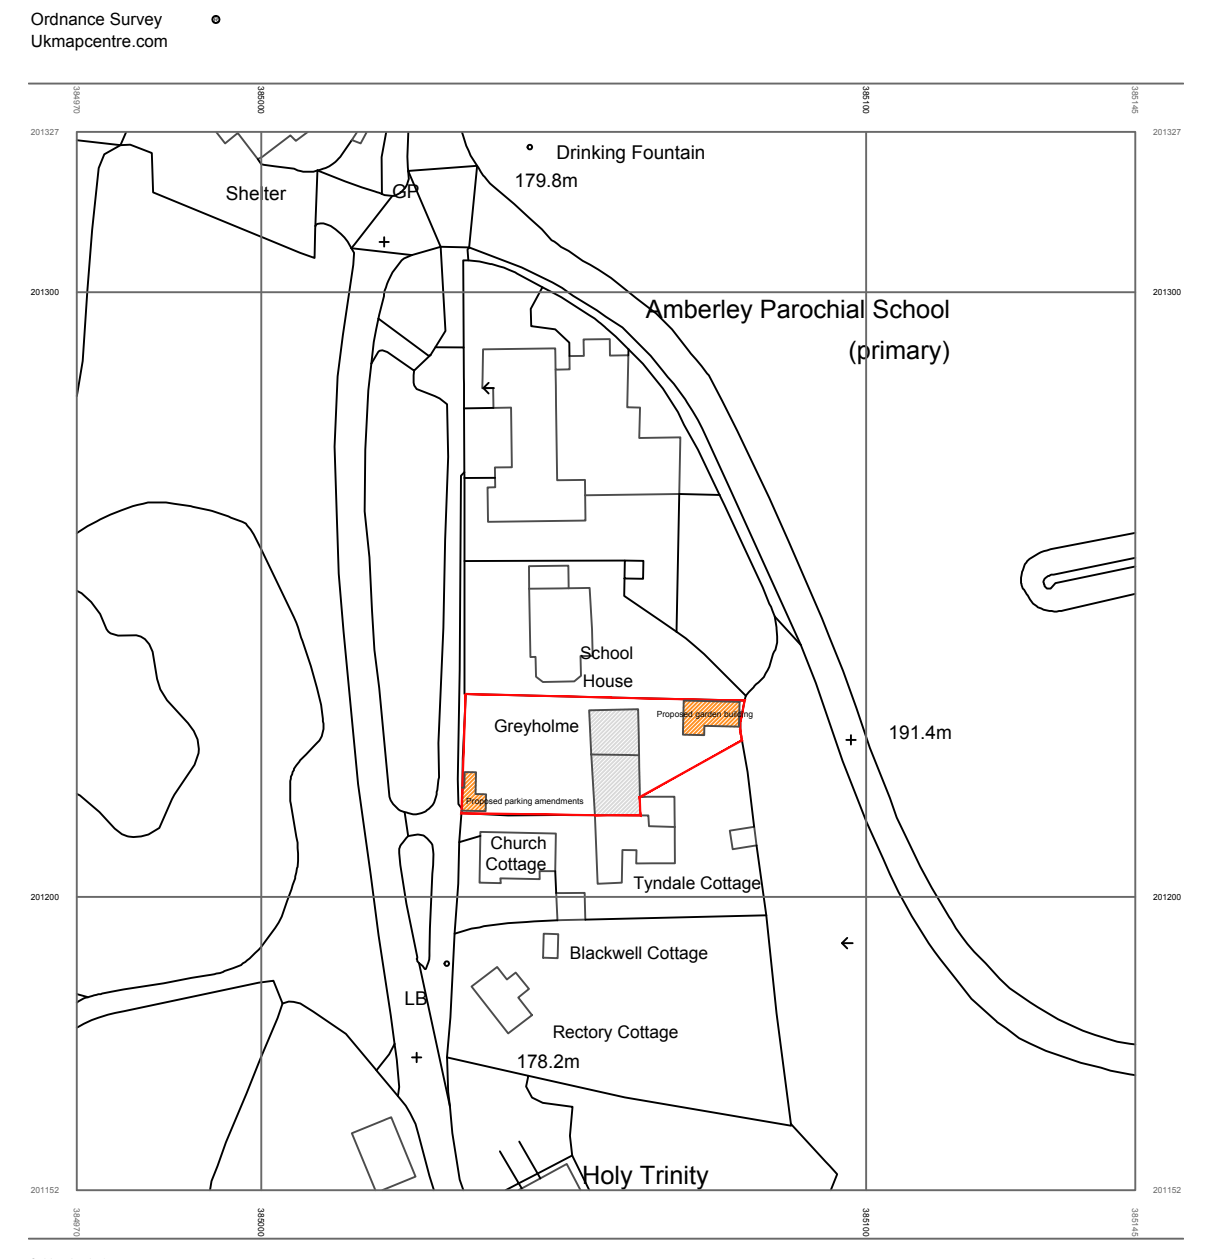 Ordnance Survey
Ukmapcentre.com
384970
385000
385100
385145
201327
201327
Drinking Fountain
179.8m
Shelter
GP
201300
201300
Amberley Parochial School
(primary)
School
House
Proposed garden building
Greyholme
191.4m
Proposed parking amendments
Church
Cottage
Tyndale Cottage
201200
201200
Blackwell Cottage
LB
Rectory Cottage
178.2m
Holy Trinity
201152
201152
384970
385000
385100
385145